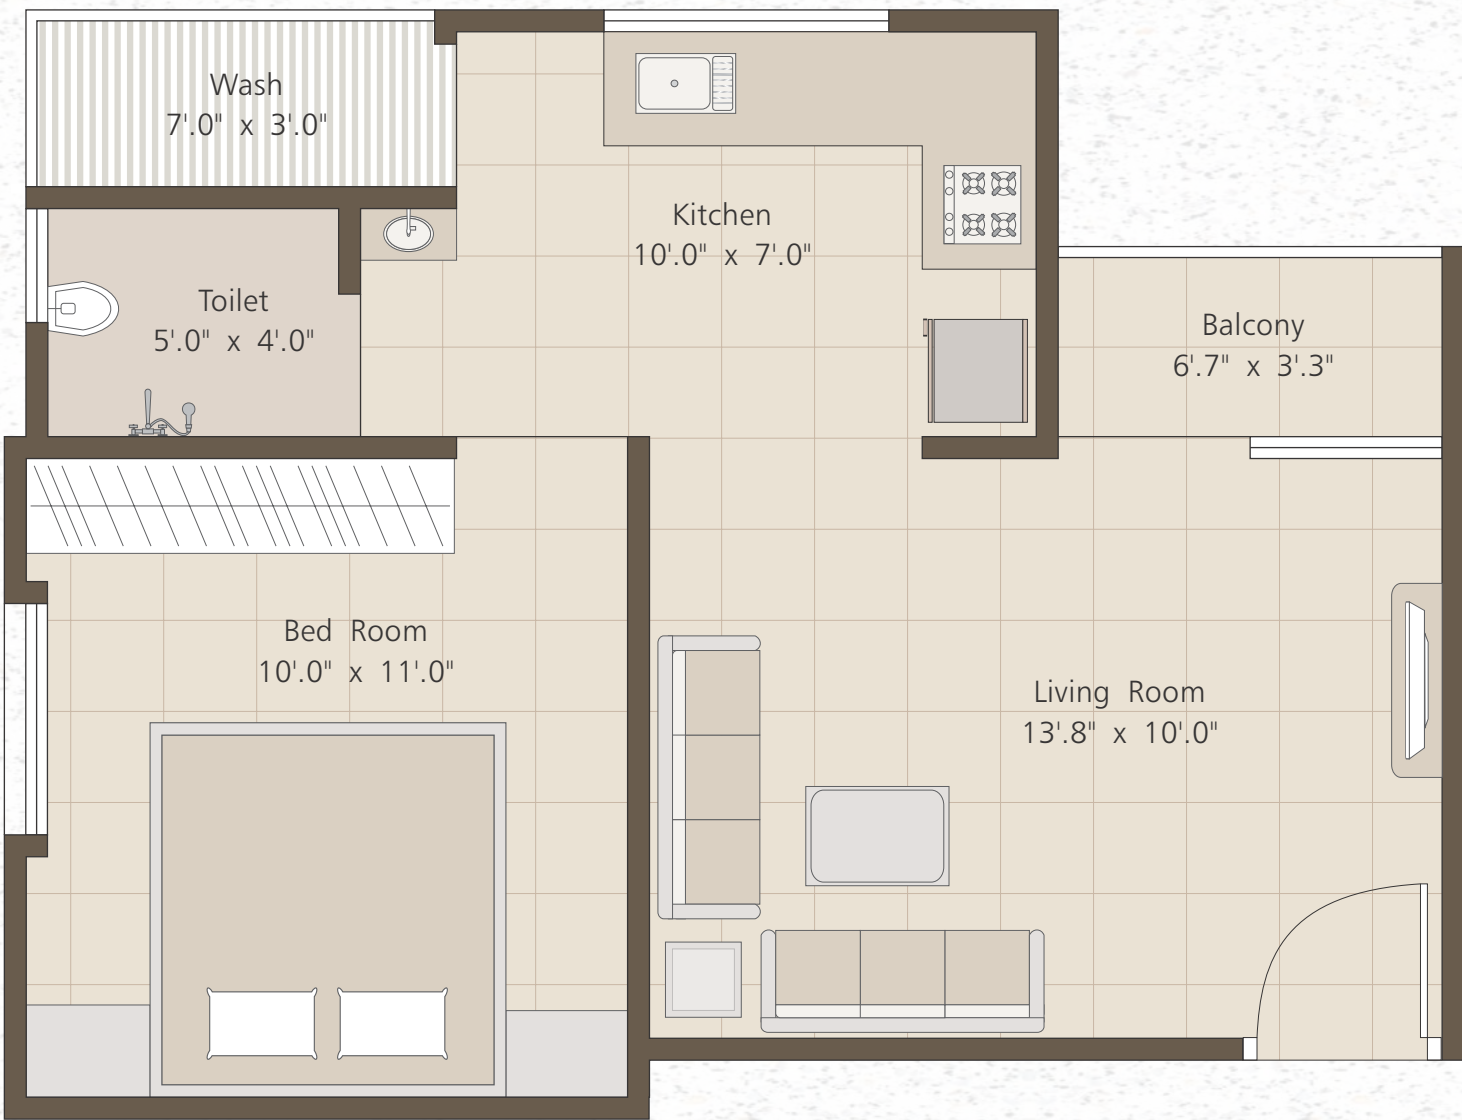 Wash
7'.0" x 3'.0"
Kitchen
10'.0" x 7'.0"
Toilet
5'.0" x 4'.0"
Balcony
6'.7" x 3'.3"
Bed Room
10'.0" x 11'.0"
Living Room
13'.8" x 10'.0"